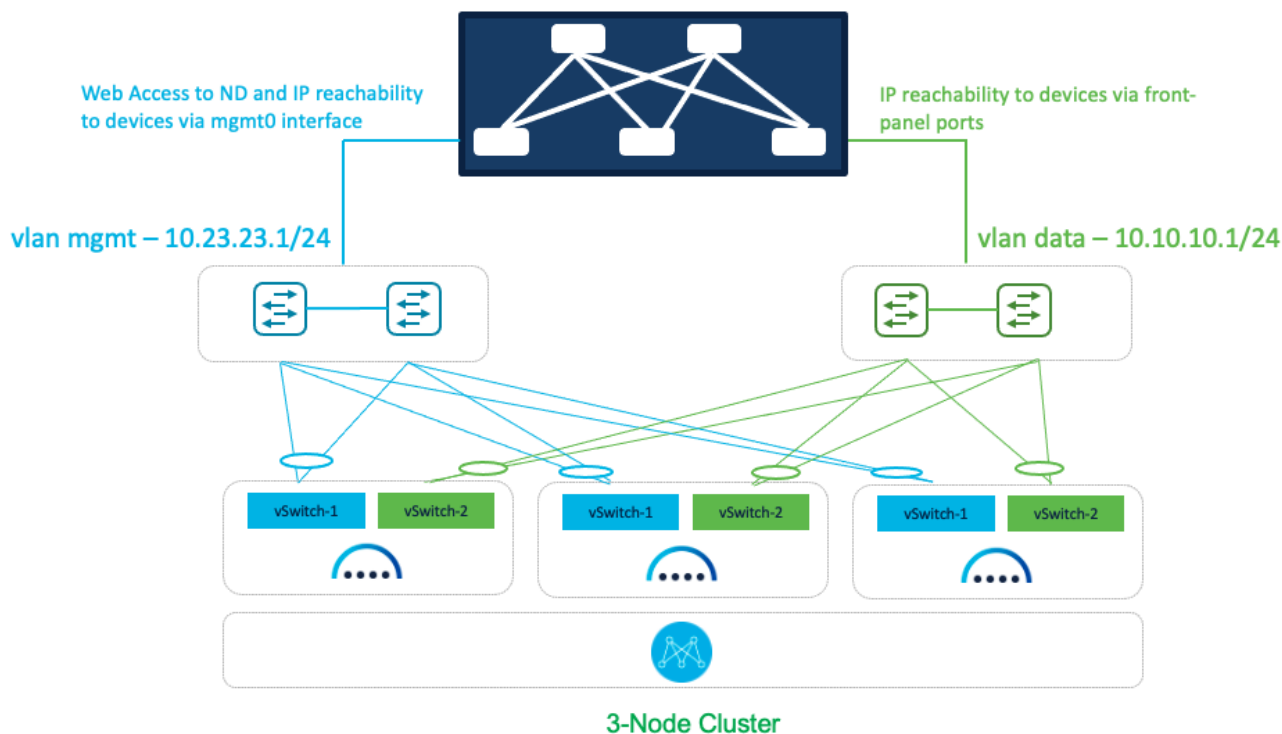 Web Access to ND and IP reachability
to devices via mgmt0 interface
IP reachability to devices via front-
panel ports
vlan mgmt – 10.23.23.1/24
vlan data – 10.10.10.1/24
vSwitch-1
vSwitch-2
vSwitch-1
vSwitch-2
vSwitch-1
vSwitch-2
3-Node Cluster